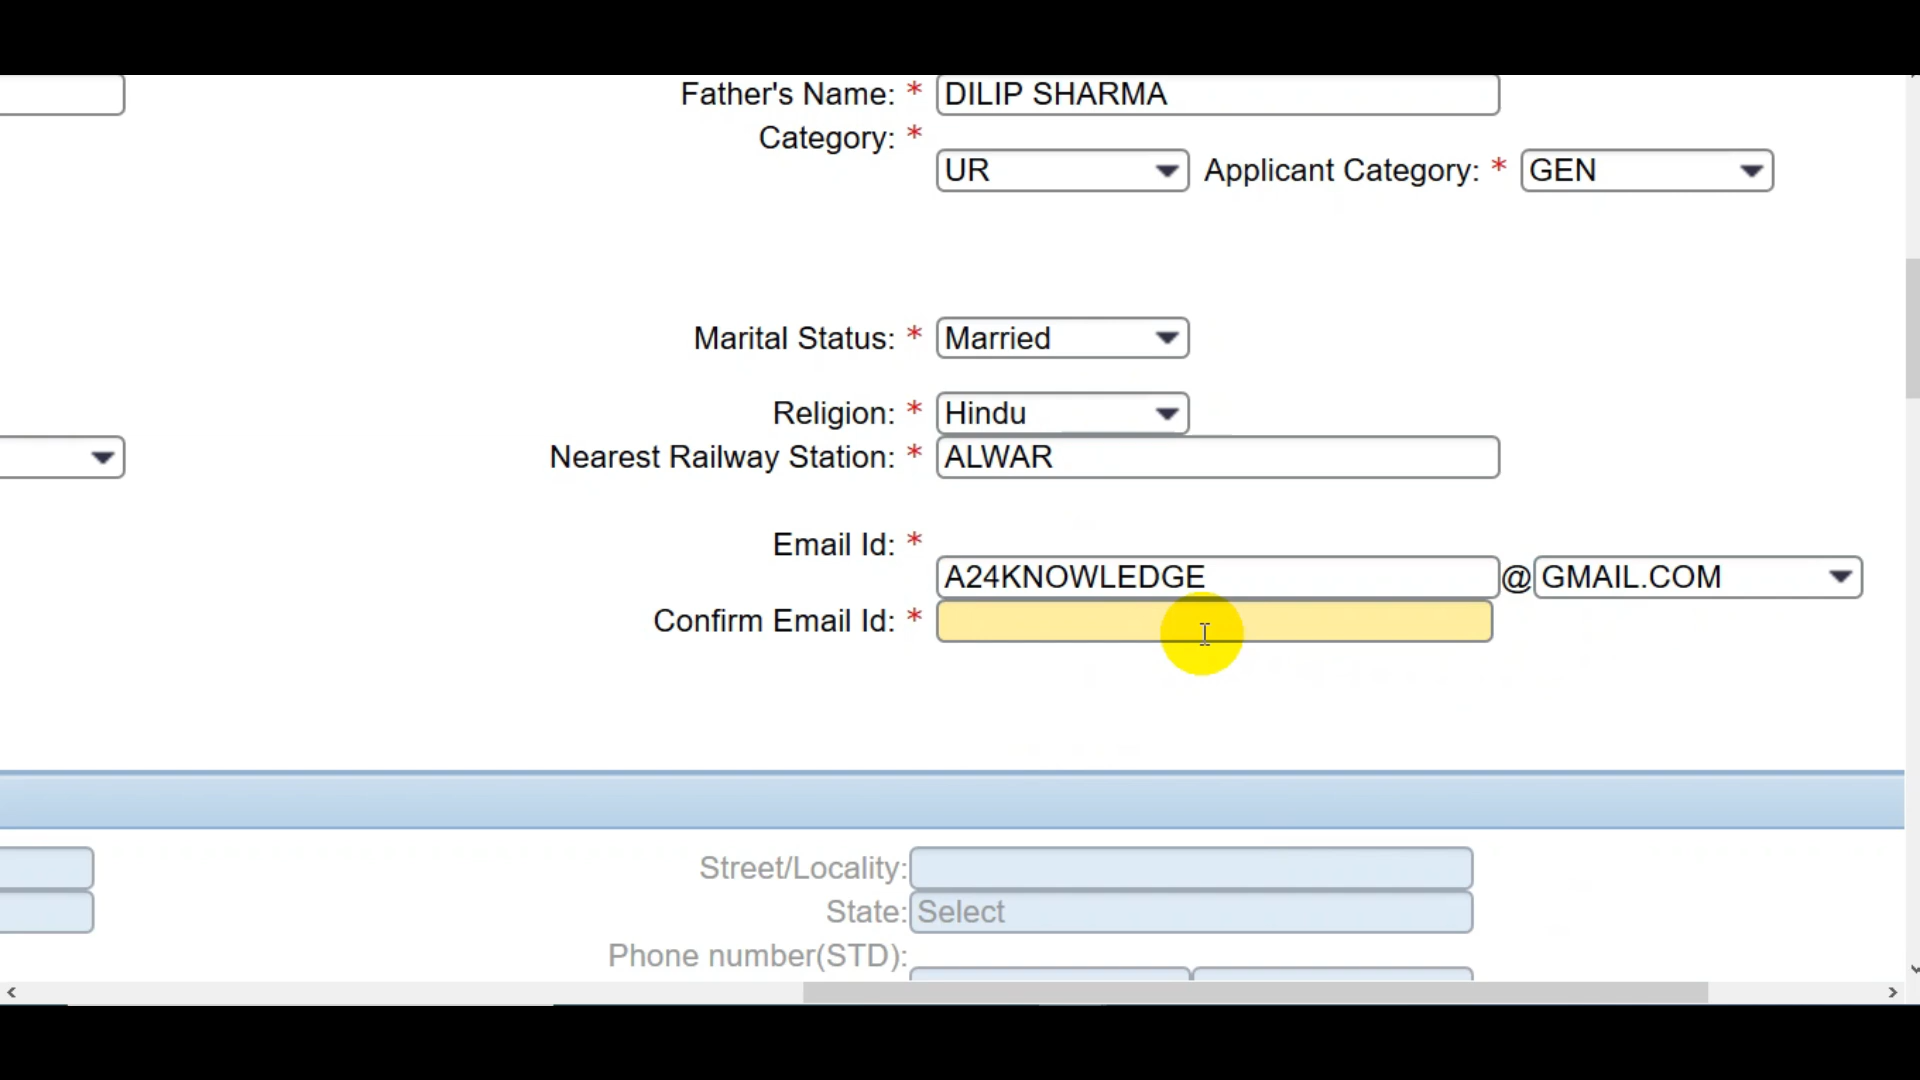 Father's Name: * DILIP SHARMA
Category: *
UR Applicant Category: * GEN
Marital Status: * Married
Religion: * Hindu
Nearest Railway Station: * ALWAR
Email Id: *
A24KNOWLEDGE @ GMAIL.COM
Confirm Email Id: *
Street/Locality:
State: Select
Phone number(STD):